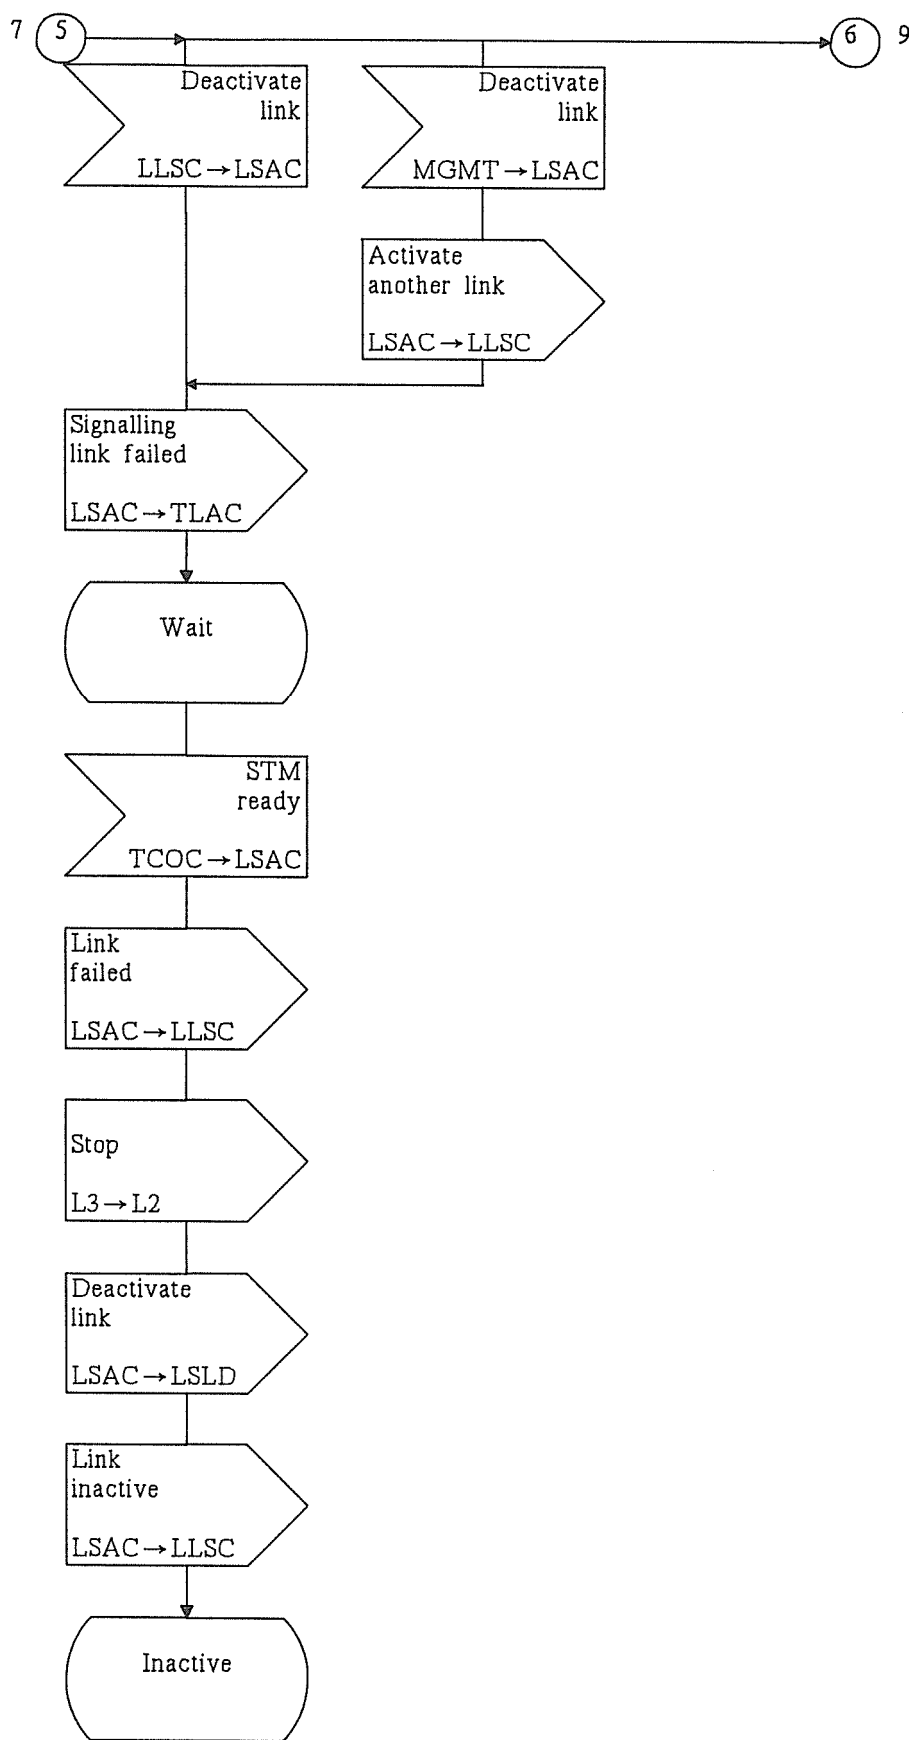 7 5 6 9
Deactivate
link
LLSC→LSAC
Deactivate
link
MGMT→LSAC
Activate
another link
LSAC→LLSC
Signalling
link failed
LSAC→TLAC
Wait
STM
ready
TCOC→LSAC
Link
failed
LSAC→LLSC
Stop
L3→L2
Deactivate
link
LSAC→LSLD
Link
inactive
LSAC→LLSC
Inactive